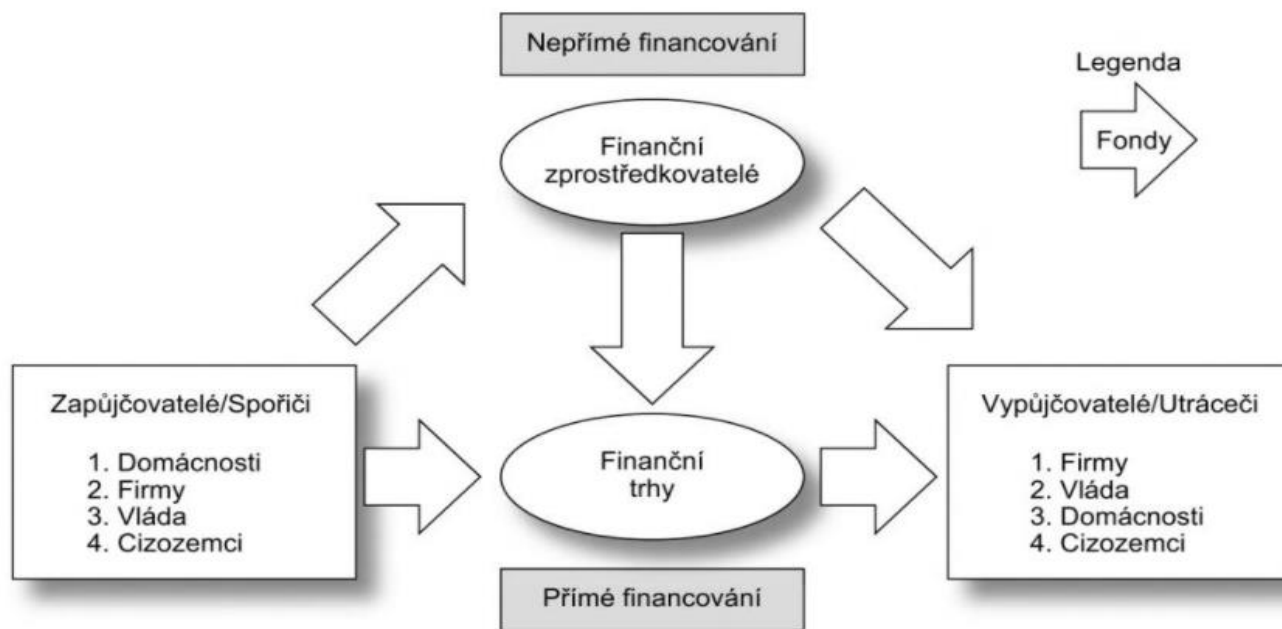 Nepřímé financování
Legenda
Fondy
Finanční
zprostředkovatelé
Zapůjčovatelé/Spořiči
1. Domácnosti
2. Firmy
3. Vláda
4. Cizozemci
Finanční
trhy
Vypůjčovatelé/Utráceči
1. Firmy
2. Vláda
3. Domácnosti
4. Cizozemci
Přímé financování